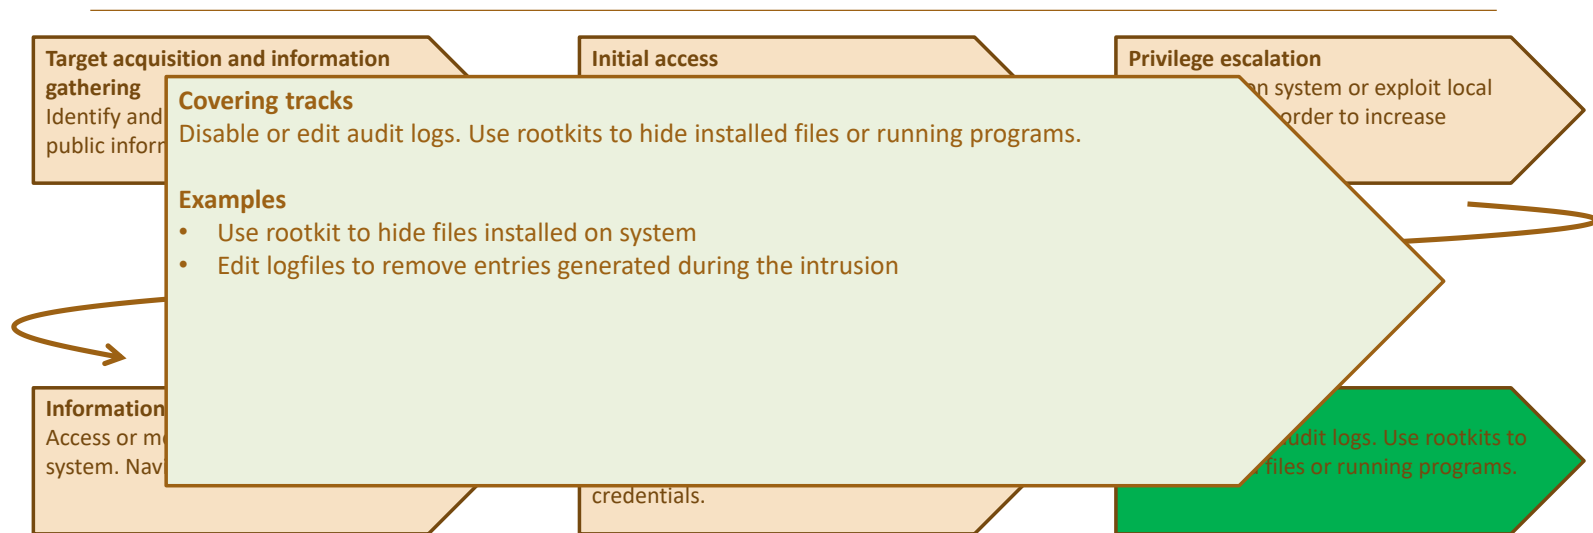 Target acquisition and information
gathering
Identify and
public
Initial access
Privilege escalation
on system or exploit local
order to increase
Covering tracks
Disable or edit audit logs. Use rootkits to hide installed files or running programs.
Examples
• Use rootkit to hide files installed on system
• Edit logfiles to remove entries generated during the intrusion
Information
Access or
system.
credentials.
audit logs. Use rootkits to
files or running programs.